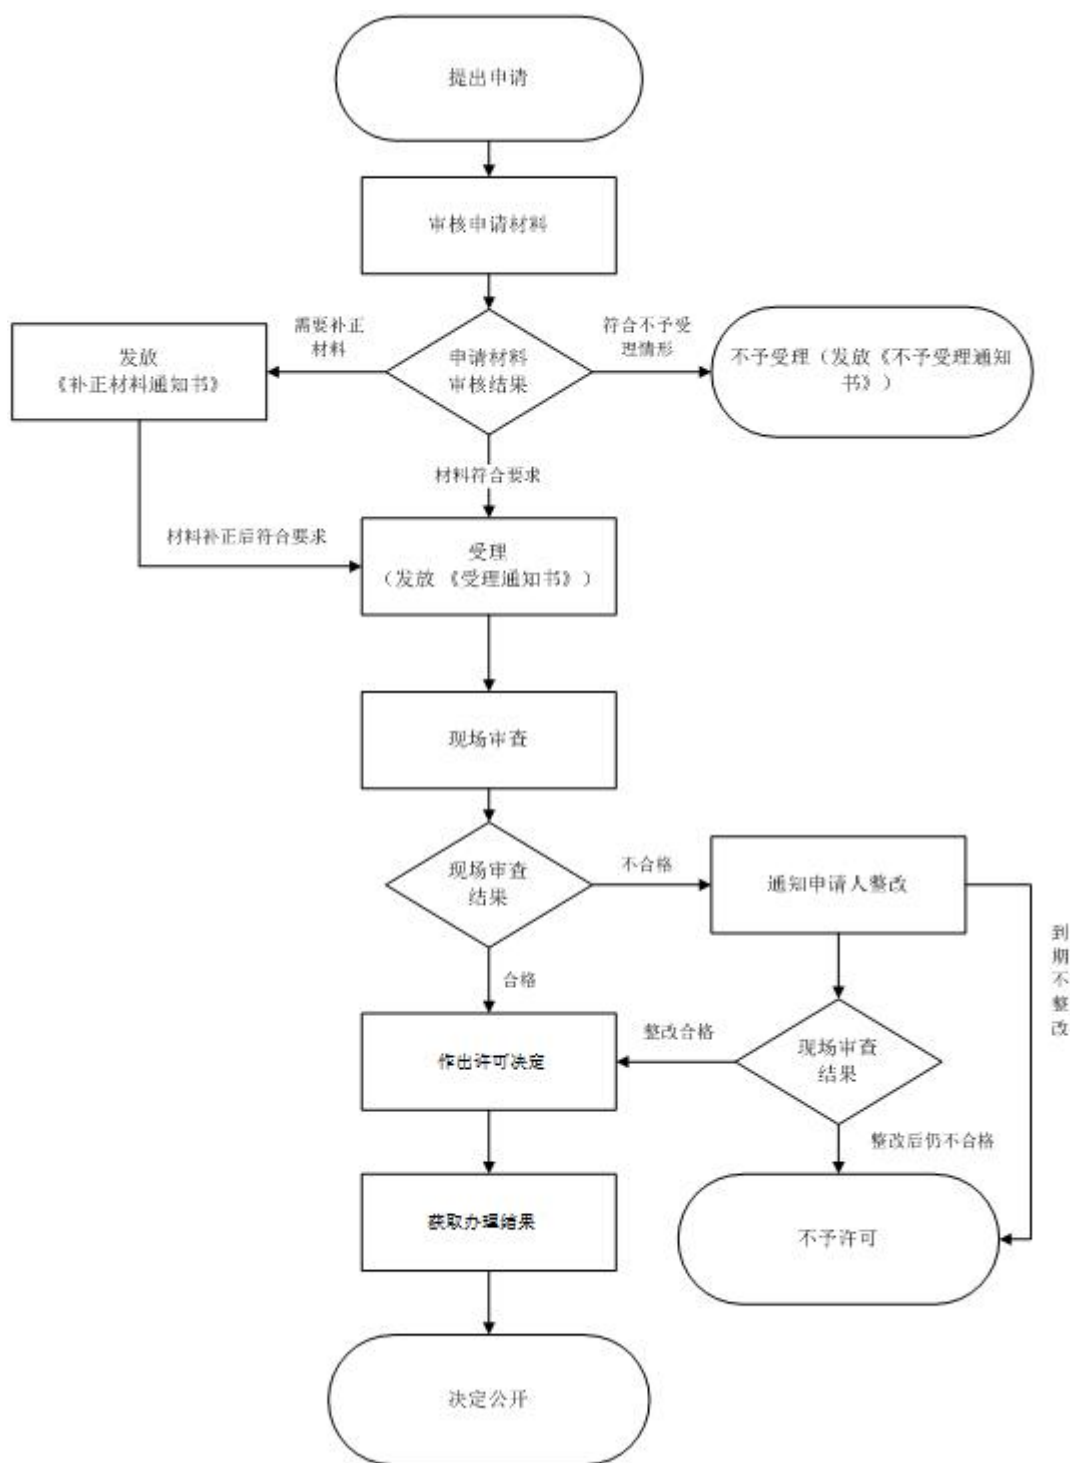 提出申请
审核申请材料
需要补正
材料
符合不予受
理情形
发放
《补正材料通知书》
申请材料
审核结果
不予受理（发放《不予受理通知
书》）
材料符合要求
材料补正后符合要求
受理
（发放 《受理通知书》）
现场审查
现场审查
结果
不合格
通知申请人整改
到
期
不
整
改
合格
作出许可决定
整改合格
现场审查
结果
整改后仍不合格
获取办理结果
不予许可
决定公开